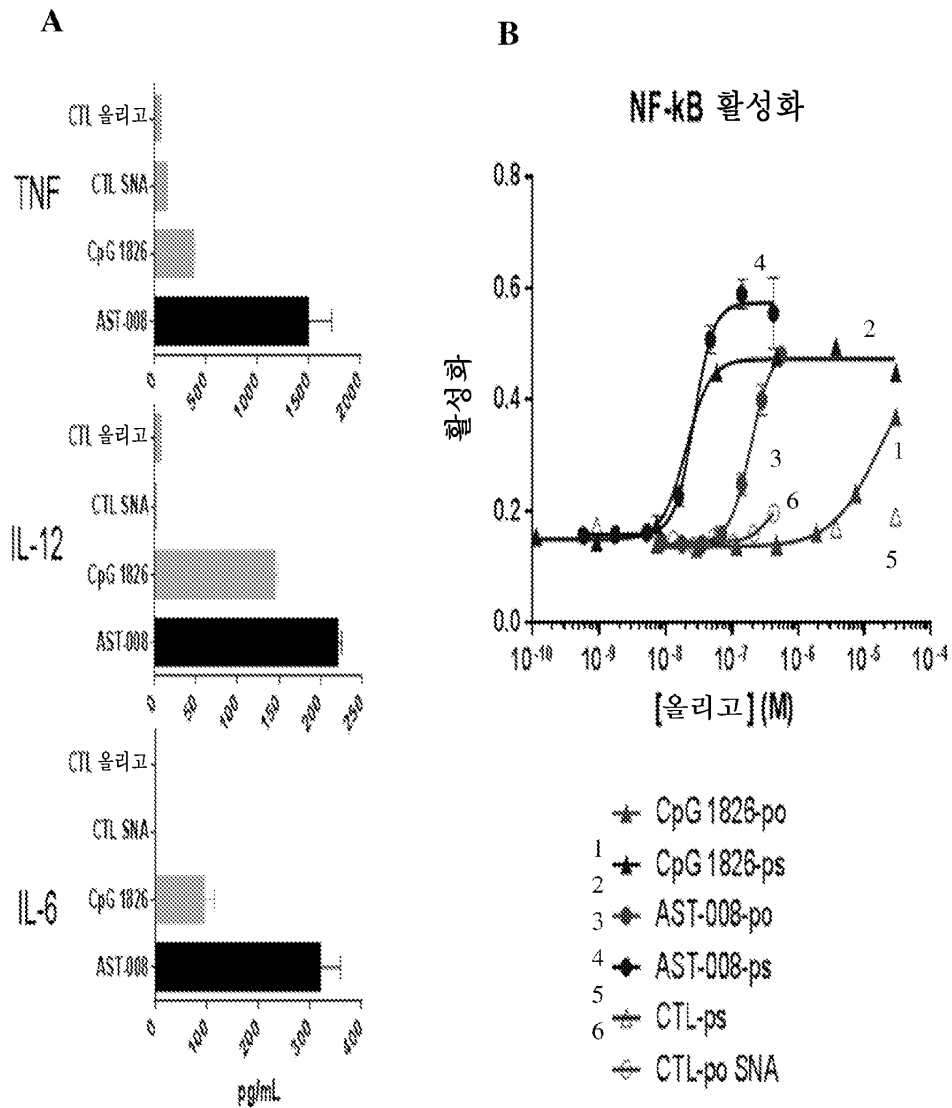 A
TNF
CTL 올리고
CTL SNA
CpG 1826
AST-008
0 500 1000 1500 2000
IL-12
CTL 올리고
CTL SNA
CpG 1826
AST-008
0 50 100 150 200 250
IL-6
CTL 올리고
CTL SNA
CpG 1826
AST-008
0 100 200 300 400
pg/mL
B
NF-kB 활성화
활성화
0.8
0.6
0.4
0.2
0.0
4
2
3
1
6
5
10-10 10-9 10-8 10-7 10-6 10-5 10-4
[올리고] (M)
CpG 1826-po
1 CpG 1826-ps
2
3 AST-008-po
4 AST-008-ps
5 CTL-ps
6
CTL-po SNA